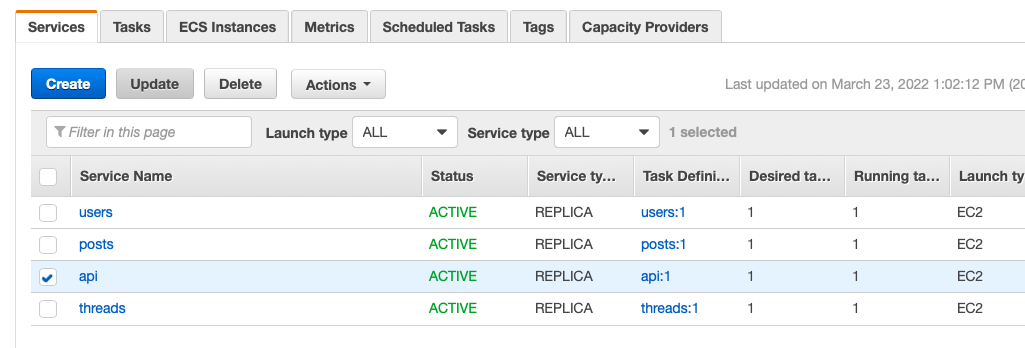 Services Tasks ECS Instances Metrics Scheduled Tasks Tags Capacity Providers
Create Update Delete Actions Last updated on March 23, 2022 1:02:12 PM (20
Filter in this page Launch type ALL Service type ALL 1 selected
Service Name Status Service ty... Task Defini... Desired ta... Running ta... Launch ty
users ACTIVE REPLICA users:1 1 1 EC2
posts ACTIVE REPLICA posts:1 1 1 EC2
api ACTIVE REPLICA api:1 1 1 EC2
threads ACTIVE REPLICA threads:1 1 1 EC2